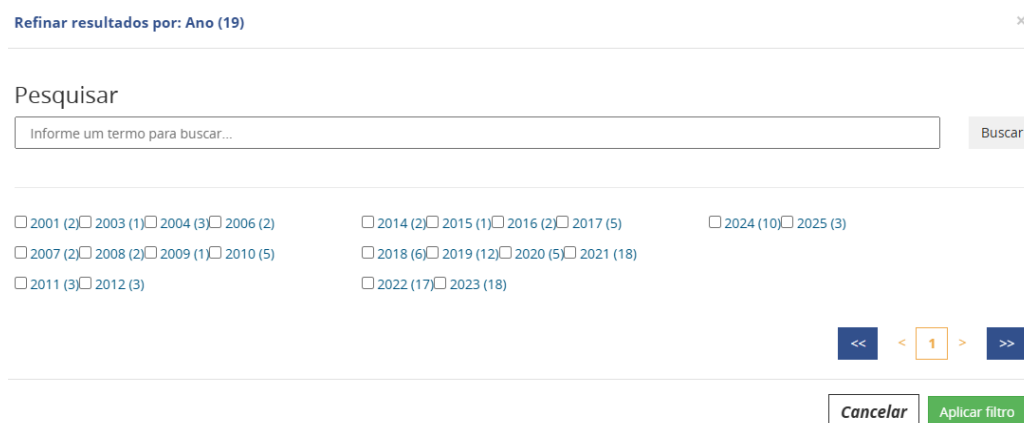 Refinar resultados por: Ano (19)
×
Pesquisar
Informe um termo para buscar...
Buscar
2001 (2) 2003 (1) 2004 (3) 2006 (2)
2007 (2) 2008 (2) 2009 (1) 2010 (5)
2011 (3) 2012 (3)
2014 (2) 2015 (1) 2016 (2) 2017 (5)
2018 (6) 2019 (12) 2020 (5) 2021 (18)
2022 (17) 2023 (18)
2024 (10) 2025 (3)
<< < 1 > >>
Cancelar Aplicar filtro